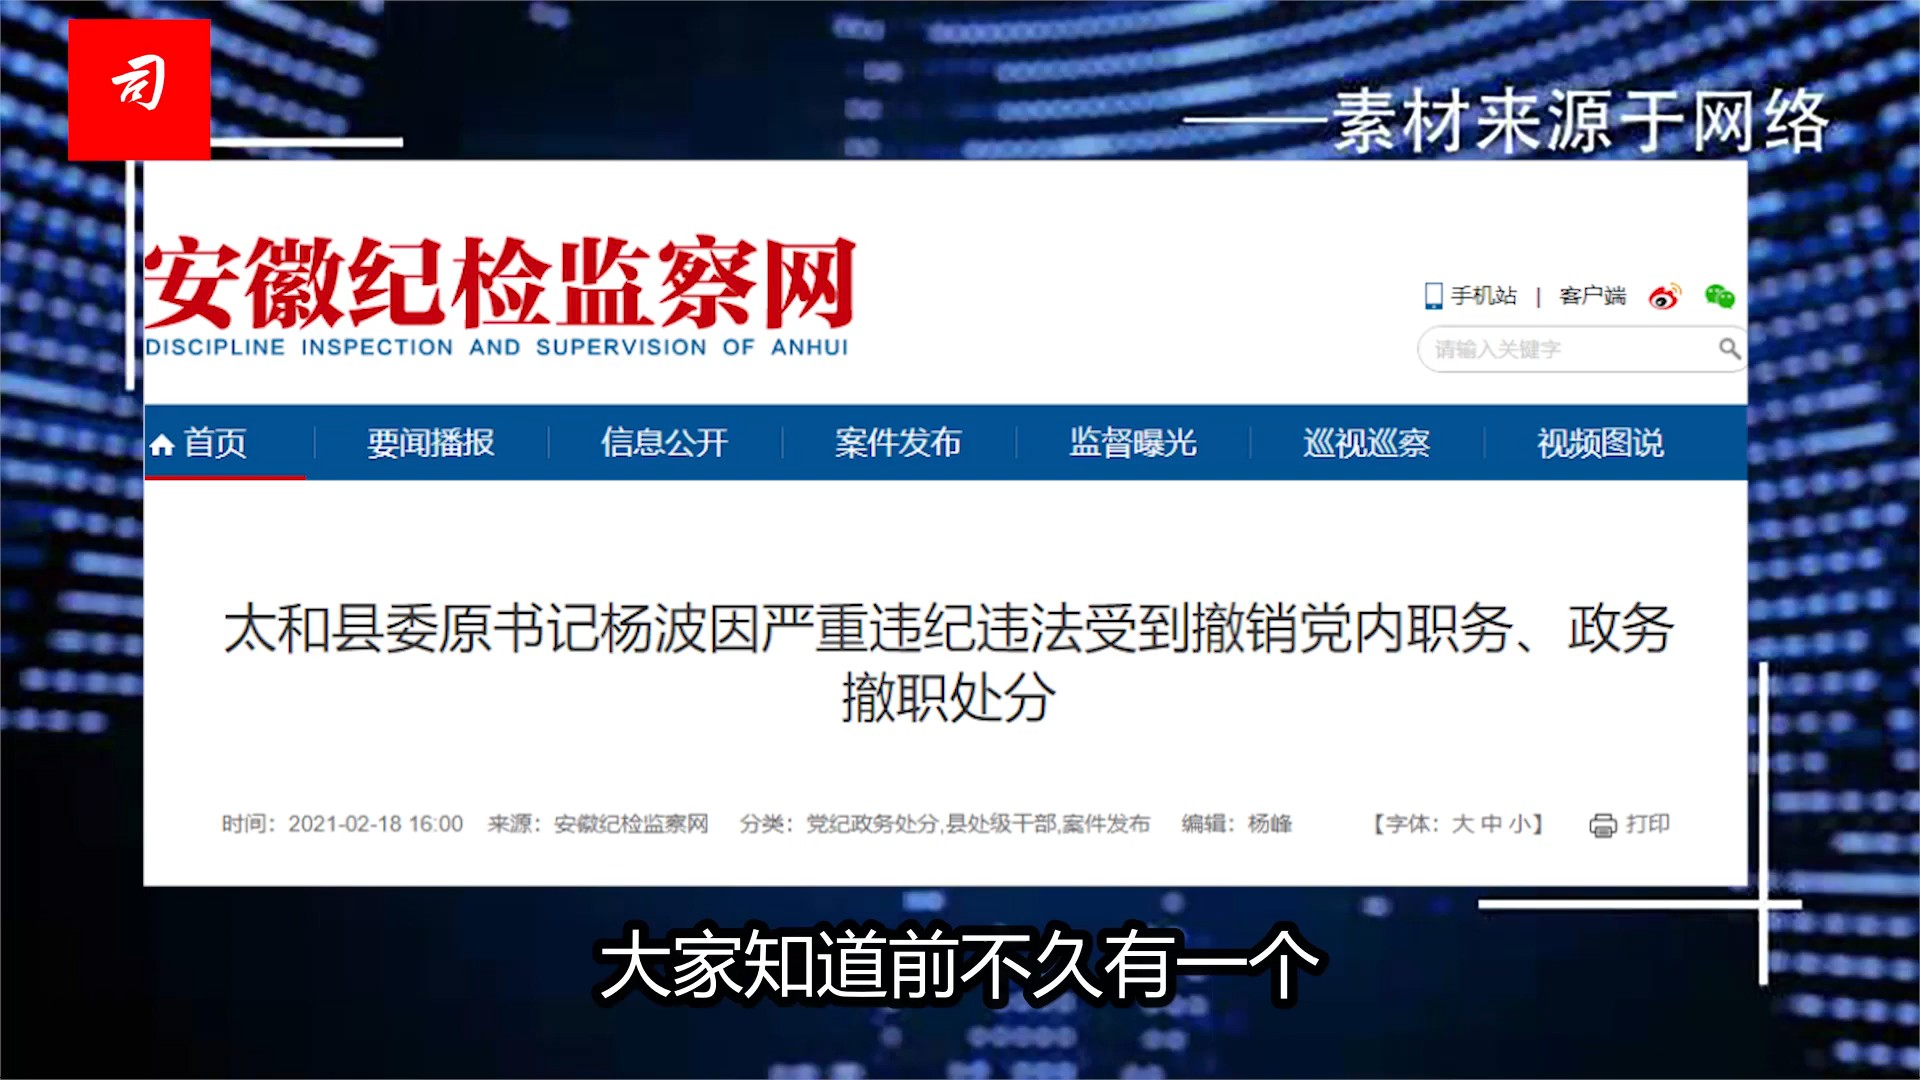 司
——素材来源于网络
安徽纪检监察网
DISCIPLINE INSPECTION AND SUPERVISION OF ANHUI
手机站 | 客户端
请输入关键字
首页 要闻播报 信息公开 案件发布 监督曝光 巡视巡察 视频图说
太和县委原书记杨波因严重违纪违法受到撤销党内职务、政务
撤职处分
时间：2021-02-18 16:00 来源：安徽纪检监察网 分类：党纪政务处分,县处级干部,案件发布 编辑：杨峰 【字体：大 中 小】 打印
大家知道前不久有一个